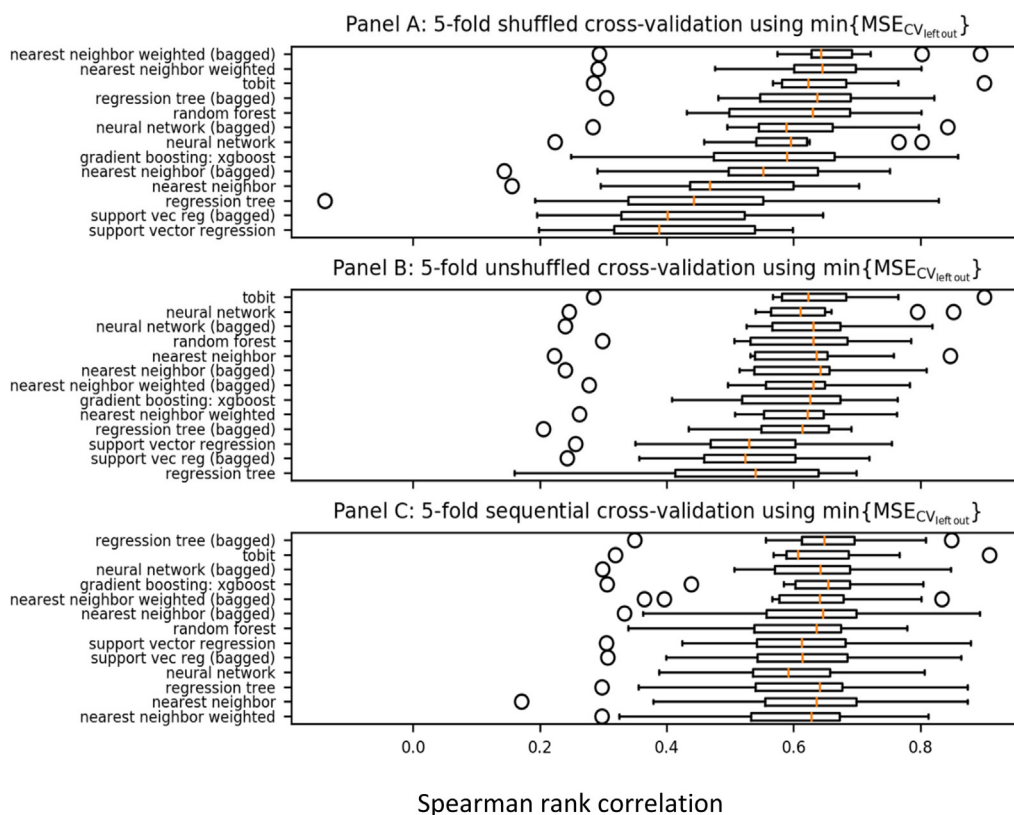 Panel A: 5-fold shuffled cross-validation using min{MSE_CV_left out}
nearest neighbor weighted (bagged)
nearest neighbor weighted
tobit
regression tree (bagged)
random forest
neural network (bagged)
neural network
gradient boosting: xgboost
nearest neighbor (bagged)
nearest neighbor
regression tree
support vec reg (bagged)
support vector regression
Panel B: 5-fold unshuffled cross-validation using min{MSE_CV_left out}
tobit
neural network
neural network (bagged)
random forest
nearest neighbor
nearest neighbor (bagged)
nearest neighbor weighted (bagged)
gradient boosting: xgboost
nearest neighbor weighted
regression tree (bagged)
support vector regression
support vec reg (bagged)
regression tree
Panel C: 5-fold sequential cross-validation using min{MSE_CV_left out}
regression tree (bagged)
tobit
neural network (bagged)
gradient boosting: xgboost
nearest neighbor weighted (bagged)
nearest neighbor (bagged)
random forest
support vector regression
support vec reg (bagged)
neural network
regression tree
nearest neighbor
nearest neighbor weighted
0.0 0.2 0.4 0.6 0.8
Spearman rank correlation